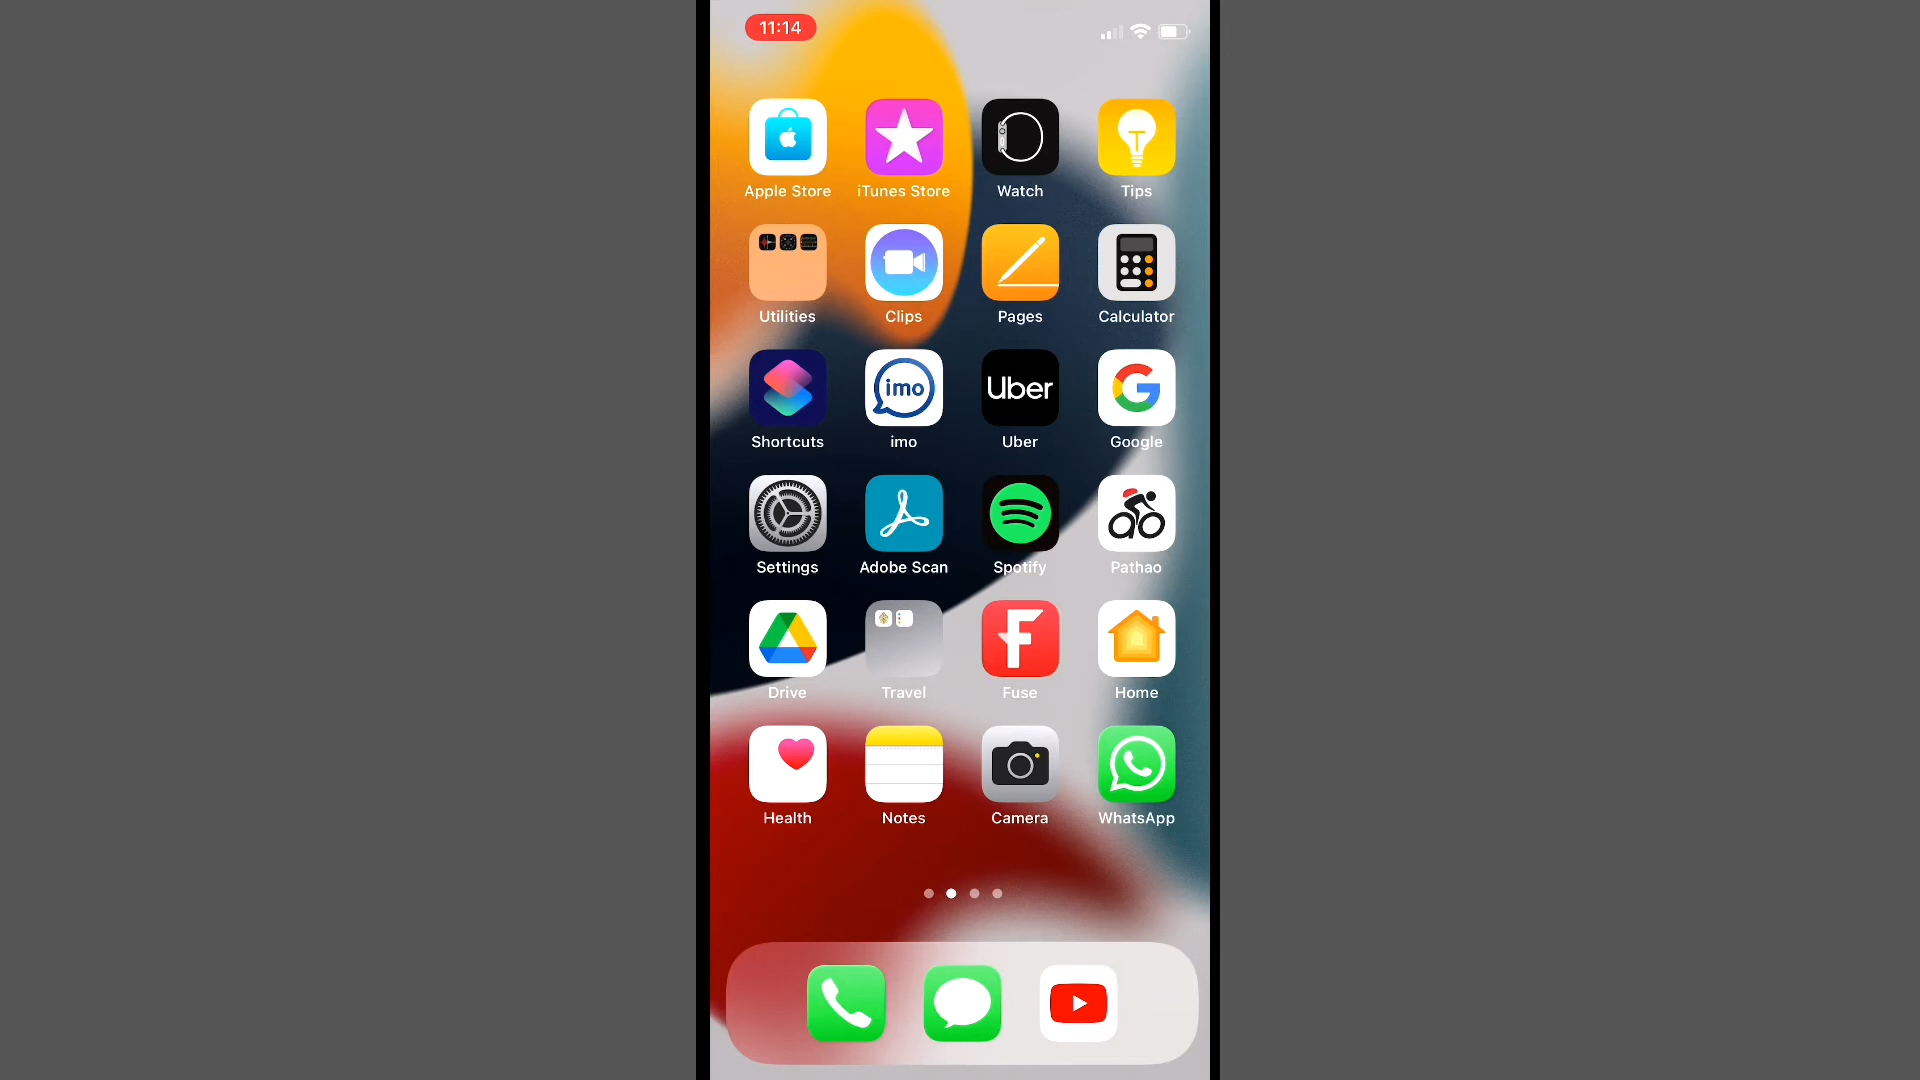 11:14
Apple Store iTunes Store Watch Tips
Utilities Clips Pages Calculator
imo Uber
Shortcuts imo Uber Google
Settings Adobe Scan Spotify Pathao
Drive Travel Fuse Home
Health Notes Camera WhatsApp